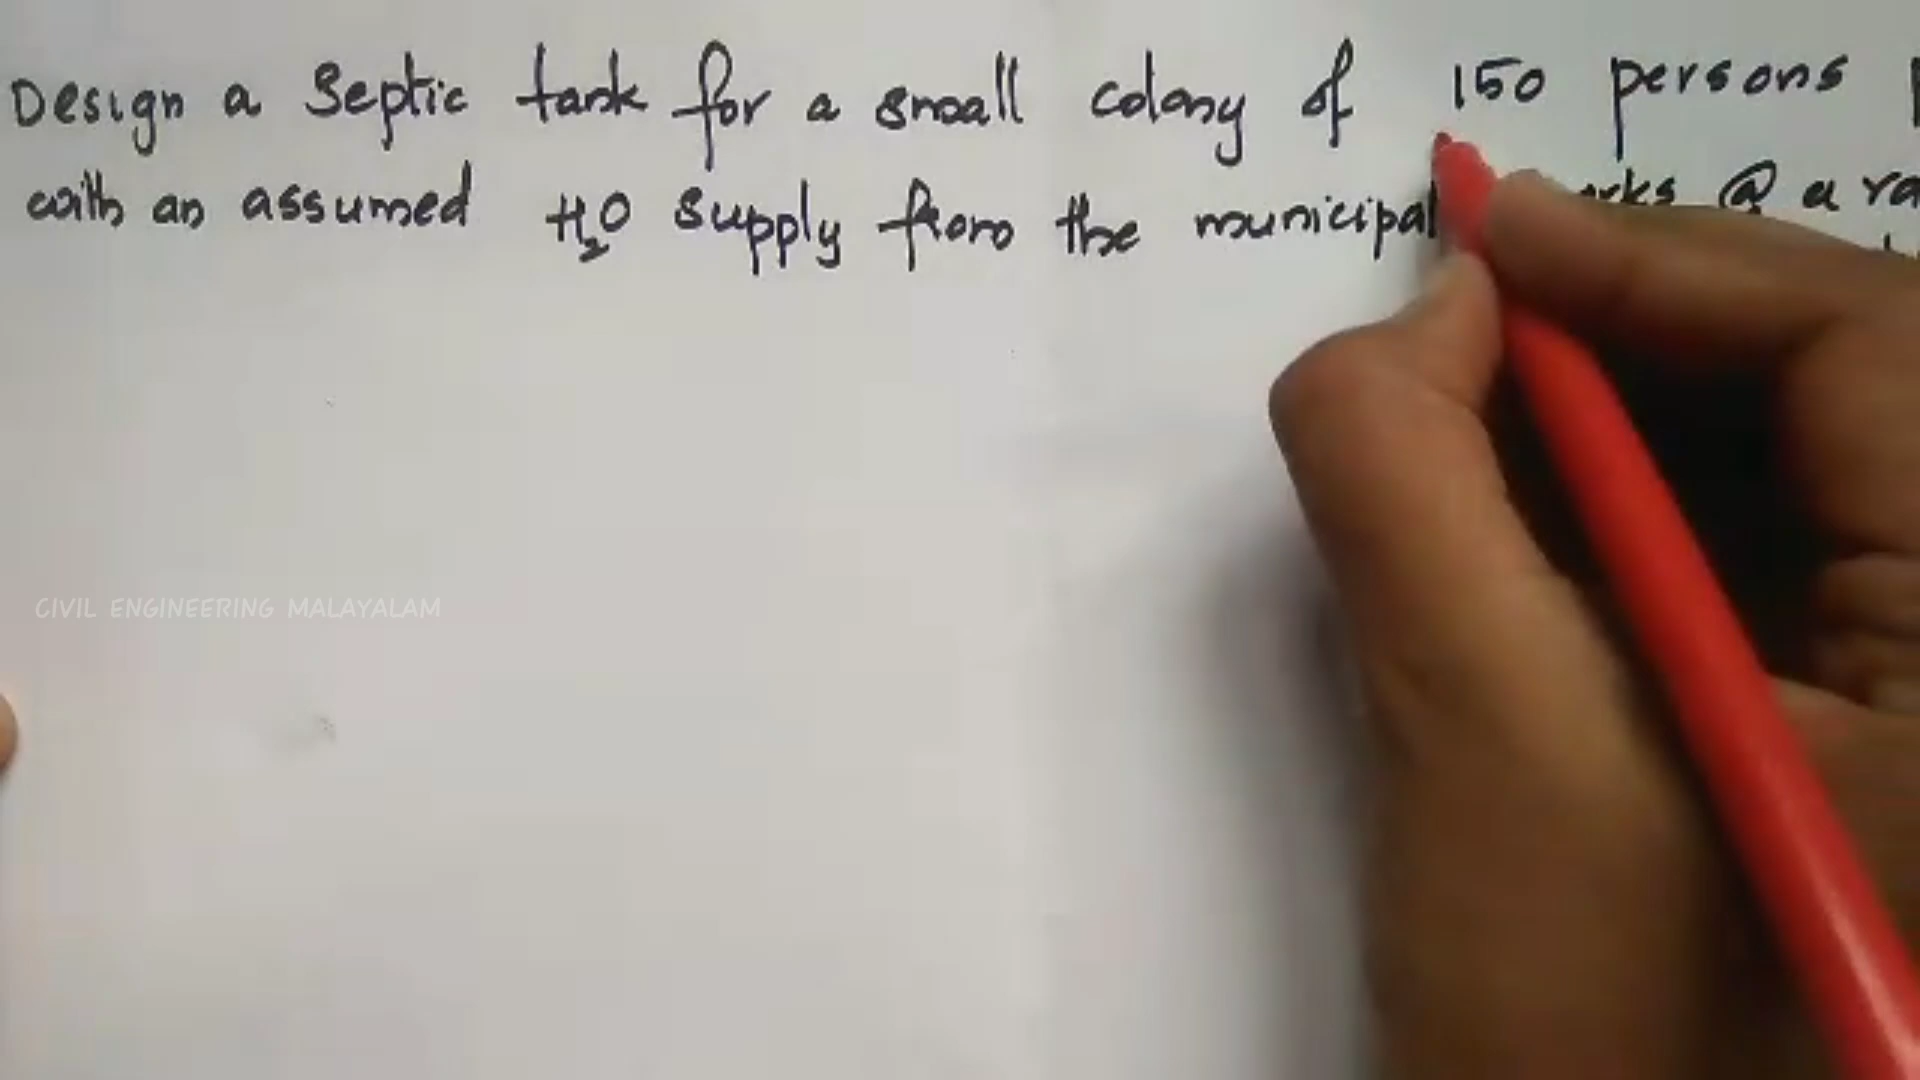 Design a Septic tank for a small colony of 150 persons
with an assumed H₂O supply from the municipal @ a
CIVIL ENGINEERING MALAYALAM